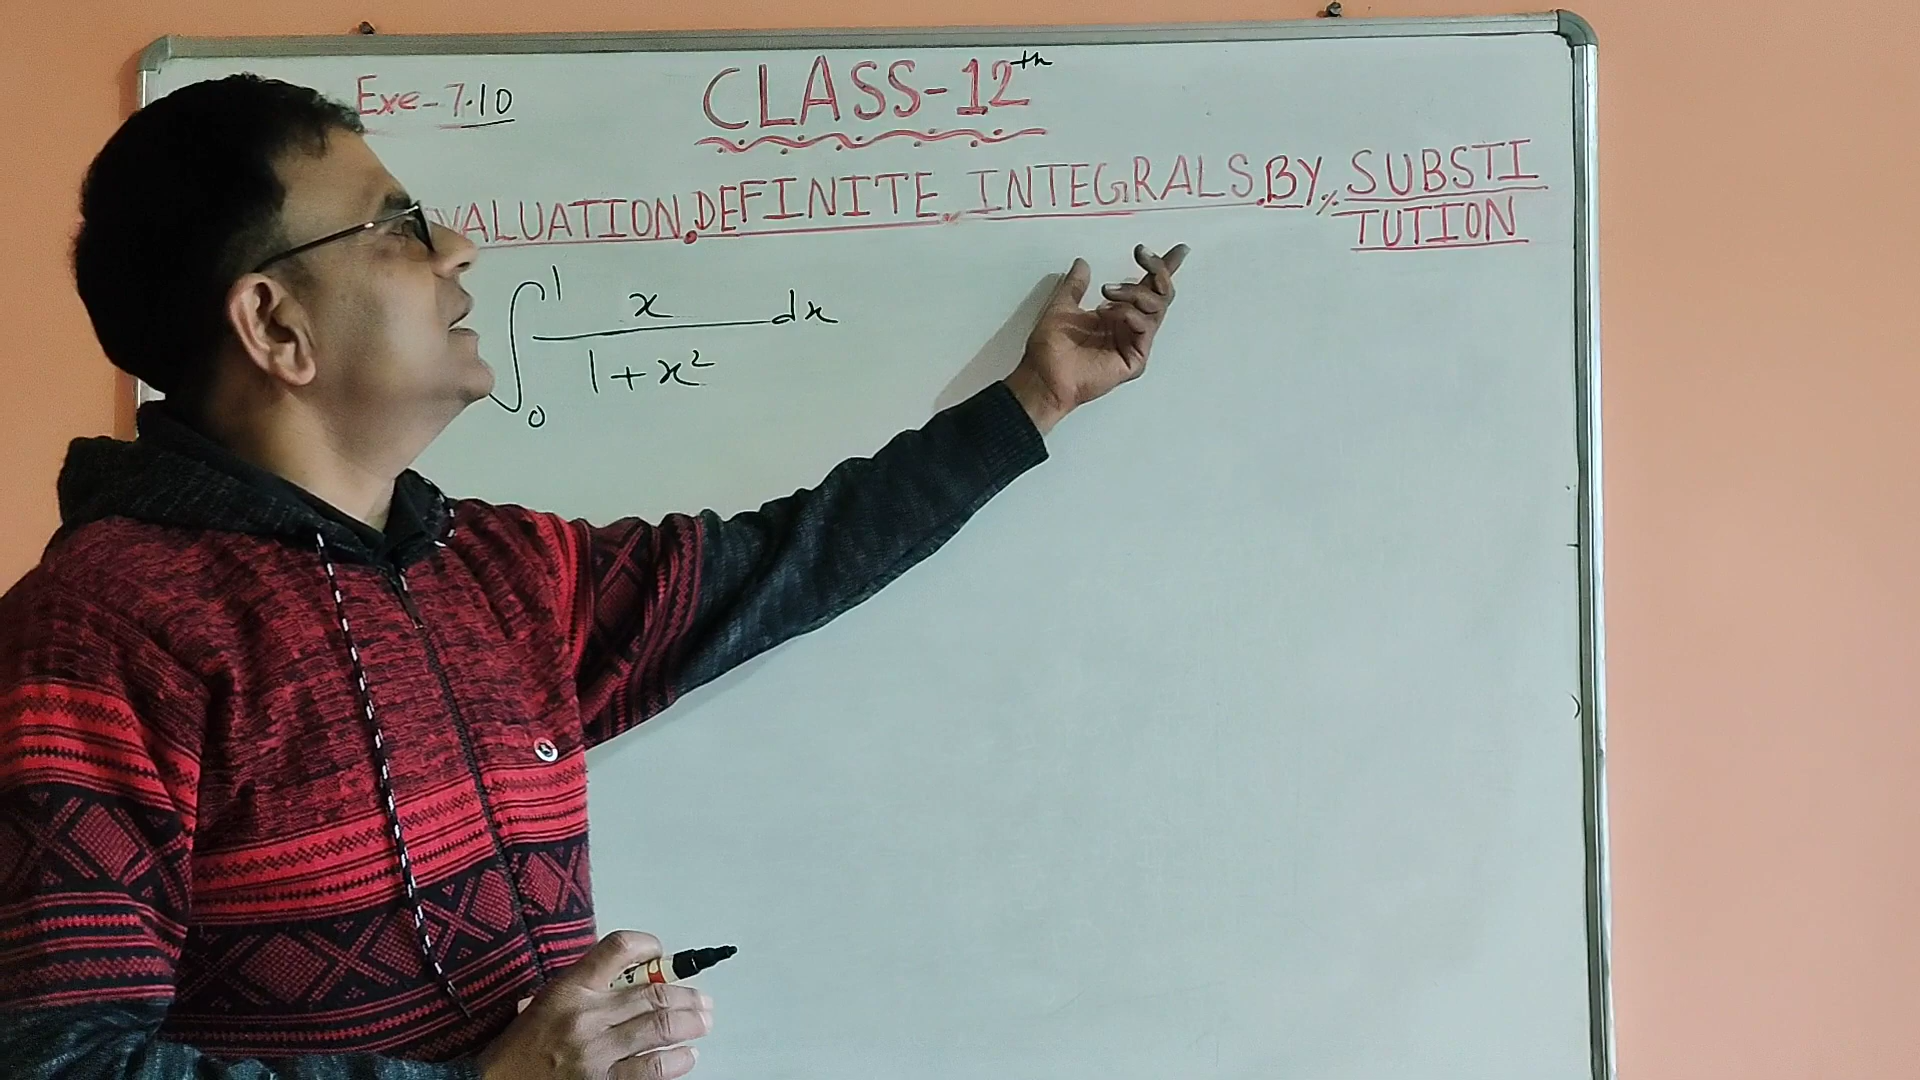 Exe-7.10
CLASS-12th
VALUATION.DEFINITE.INTEGRALS.BY SUBSTI
TUTION
∫₀¹ x/(1+x²) dx